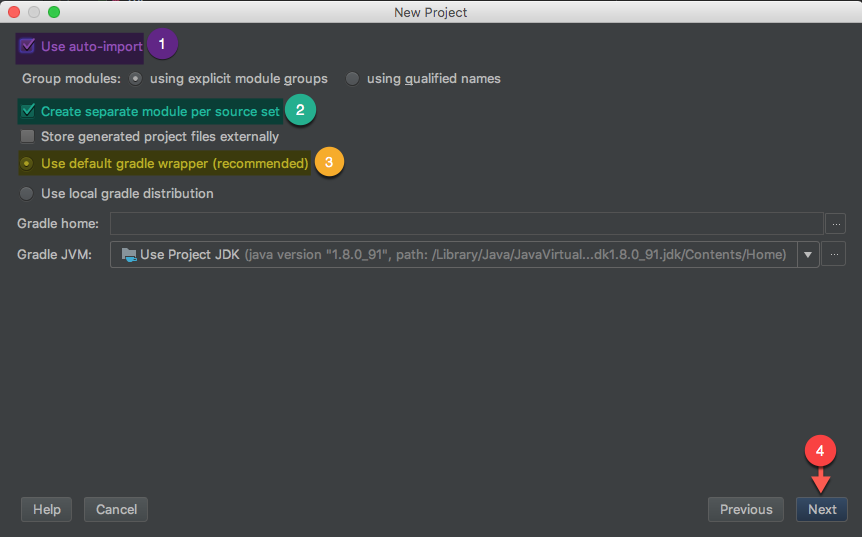 New Project
Use auto-import 1
Group modules: using explicit module groups using qualified names
Create separate module per source set 2
Store generated project files externally
Use default gradle wrapper (recommended) 3
Use local gradle distribution
Gradle home: ...
Gradle JVM: Use Project JDK (java version "1.8.0_91", path: /Library/Java/JavaVirtual...dk1.8.0_91.jdk/Contents/Home) ...
4
Help Cancel Previous Next